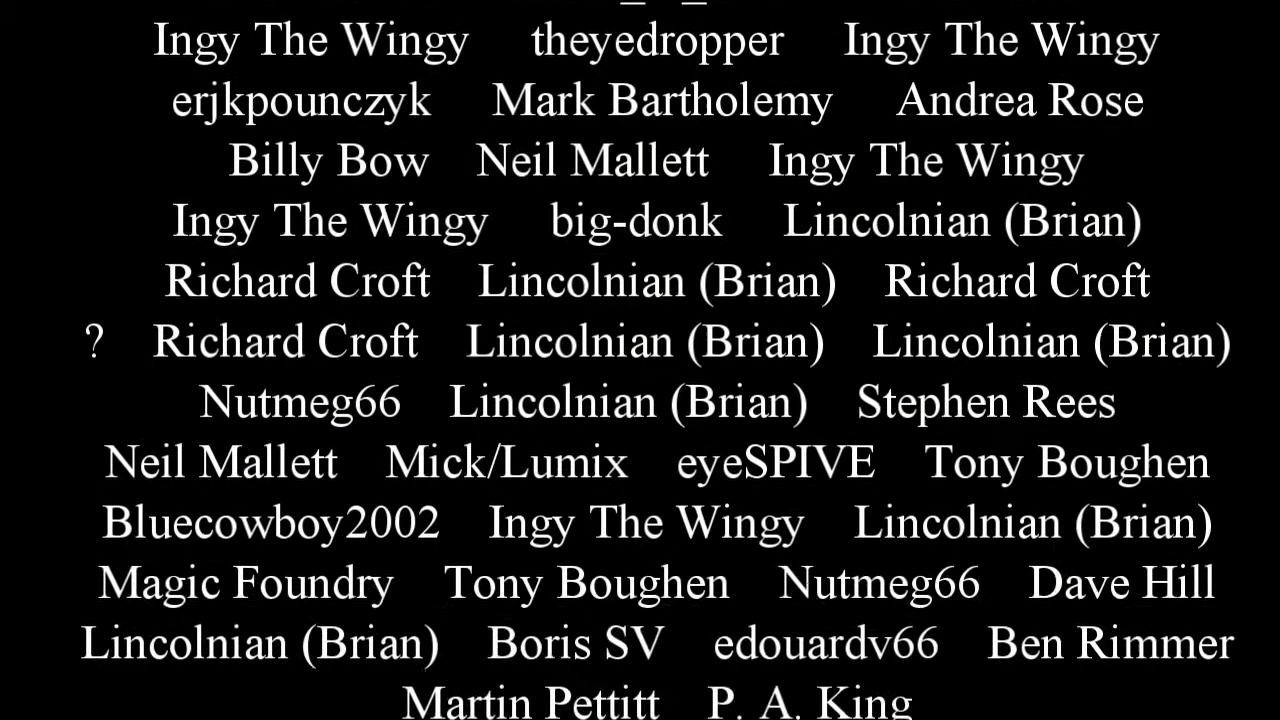 Ingy The Wingy theyedropper Ingy The Wingy
erjkpounczyk Mark Bartholemy Andrea Rose
Billy Bow Neil Mallett Ingy The Wingy
Ingy The Wingy big-donk Lincolnian (Brian)
Richard Croft Lincolnian (Brian) Richard Croft
? Richard Croft Lincolnian (Brian) Lincolnian (Brian)
Nutmeg66 Lincolnian (Brian) Stephen Rees
Neil Mallett Mick/Lumix eyeSPIVE Tony Boughen
Bluecowboy2002 Ingy The Wingy Lincolnian (Brian)
Magic Foundry Tony Boughen Nutmeg66 Dave Hill
Lincolnian (Brian) Boris SV edouardv66 Ben Rimmer
Martin Pettitt P. A. King